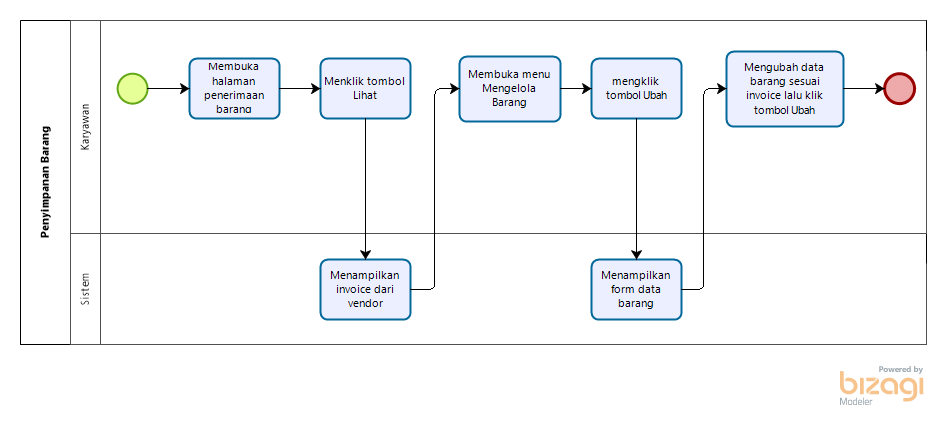 Penyimpanan Barang
Karyawan
Membuka
halaman
penerimaan
barang
Menklik tombol
Lihat
Membuka menu
Mengelola
Barang
mengklik
tombol Ubah
Mengubah data
barang sesuai
invoice lalu klik
tombol Ubah
Sistem
Menampilkan
invoice dari
vendor
Menampilkan
form data
barang
Powered by
bizagi
Modeler